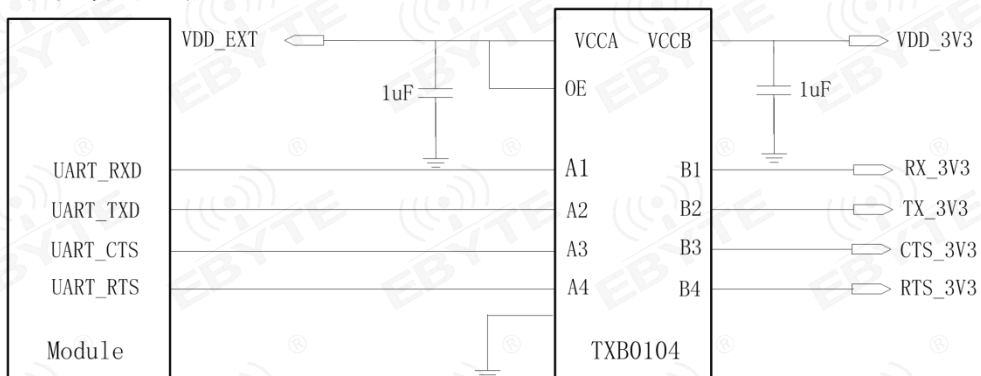 VDD_EXT VCCA VCCB VDD_3V3
OE
1uF 1uF
UART_RXD A1 B1 RX_3V3
UART_TXD A2 B2 TX_3V3
UART_CTS A3 B3 CTS_3V3
UART_RTS A4 B4 RTS_3V3
Module TXB0104
EBYTE